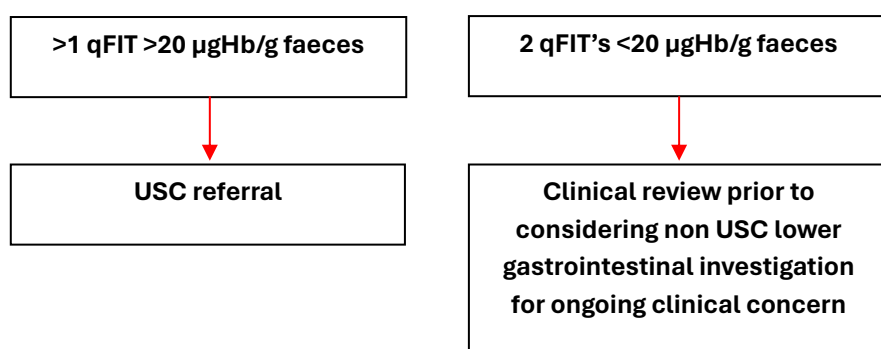 >1 qFIT >20 µgHb/g faeces
2 qFIT’s <20 µgHb/g faeces
USC referral
Clinical review prior to
considering non USC lower
gastrointestinal investigation
for ongoing clinical concern